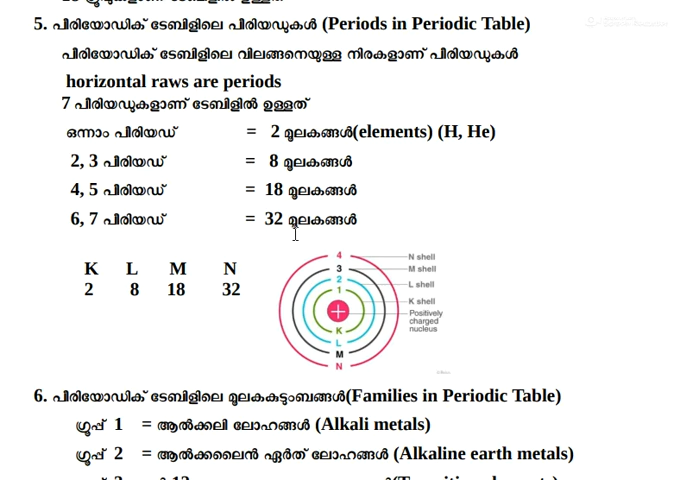 5. പീരിയോഡിക് ടേബിളിലെ പീരിയഡുകൾ (Periods in Periodic Table)
പീരിയോഡിക് ടേബിളിലെ വിലങ്ങനെയുള്ള നിരകളാണ് പീരിയഡുകൾ
horizontal raws are periods
7 പീരിയഡുകളാണ് ടേബിളിൽ ഉള്ളത്
ഒന്നാം പീരിയഡ് = 2 മൂലകങ്ങൾ(elements) (H, He)
2, 3 പീരിയഡ് = 8 മൂലകങ്ങൾ
4, 5 പീരിയഡ് = 18 മൂലകങ്ങൾ
6, 7 പീരിയഡ് = 32 മൂലകങ്ങൾ
K L M N
2 8 18 32
4
3
2
1
+
K
L
M
N
N shell
M shell
L shell
K shell
Positively
charged
nucleus
6. പീരിയോഡിക് ടേബിളിലെ മൂലകകുടുംബങ്ങൾ(Families in Periodic Table)
ഗ്രൂപ്പ് 1 = ആൽക്കലി ലോഹങ്ങൾ (Alkali metals)
ഗ്രൂപ്പ് 2 = ആൽക്കലൈൻ ഏർത് ലോഹങ്ങൾ (Alkaline earth metals)